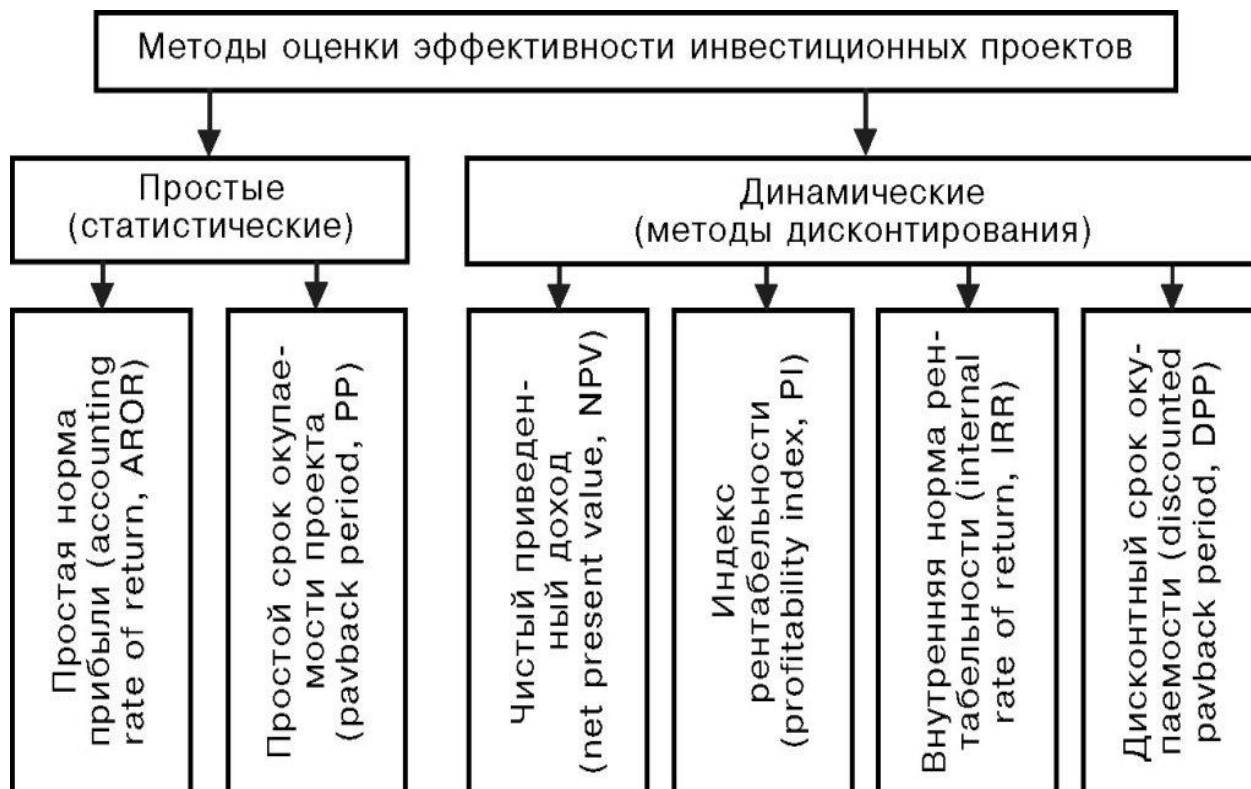 Методы оценки эффективности инвестиционных проектов
Простые
(статистические)
Динамические
(методы дисконтирования)
Простая норма
прибыли (accounting
rate of return, AROR)
Простой срок окупае-
мости проекта
(pavback period, PP)
Чистый приведен-
ный доход
(net present value, NPV)
Индекс
рентабельности
(profitability index, PI)
Внутренняя норма рен-
табельности (internal
rate of return, IRR)
Дисконтный срок оку-
паемости (discounted
pavback period, DPP)